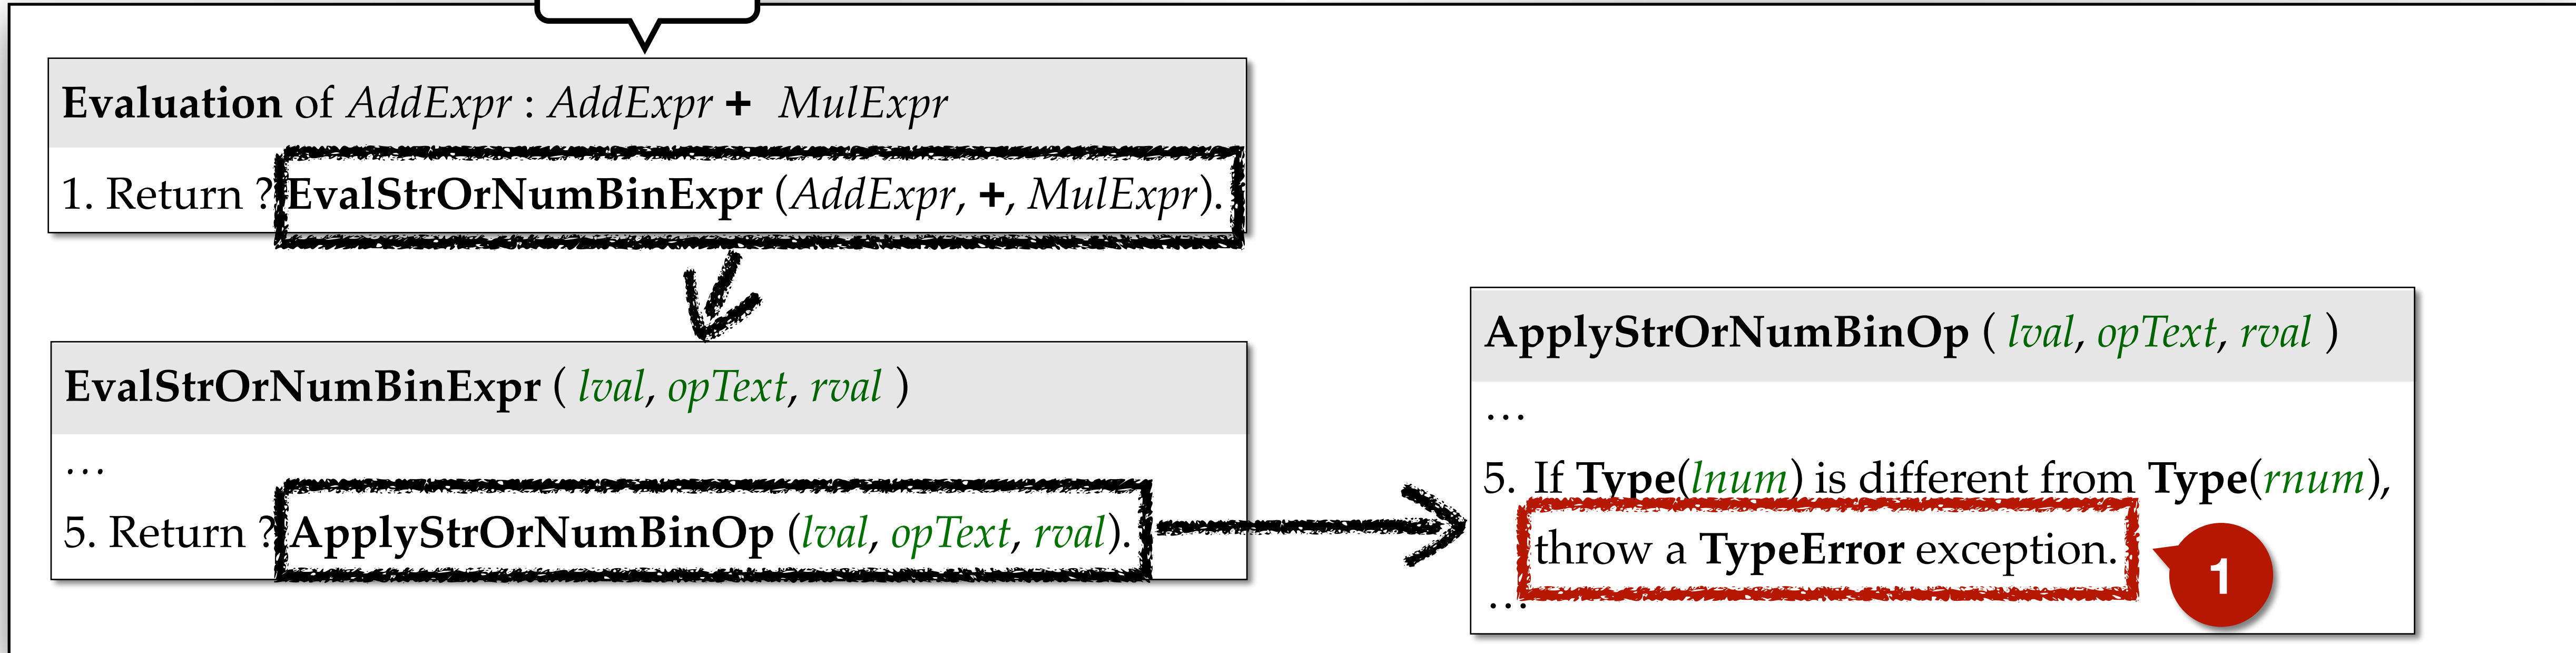 Evaluation of AddExpr : AddExpr + MulExpr
1. Return ? EvalStrOrNumBinExpr (AddExpr, +, MulExpr).
EvalStrOrNumBinExpr ( lval, opText, rval )
…
5. Return ? ApplyStrOrNumBinOp (lval, opText, rval).
ApplyStrOrNumBinOp ( lval, opText, rval )
…
5. If Type(lnum) is different from Type(rnum),
throw a TypeError exception.
1
…